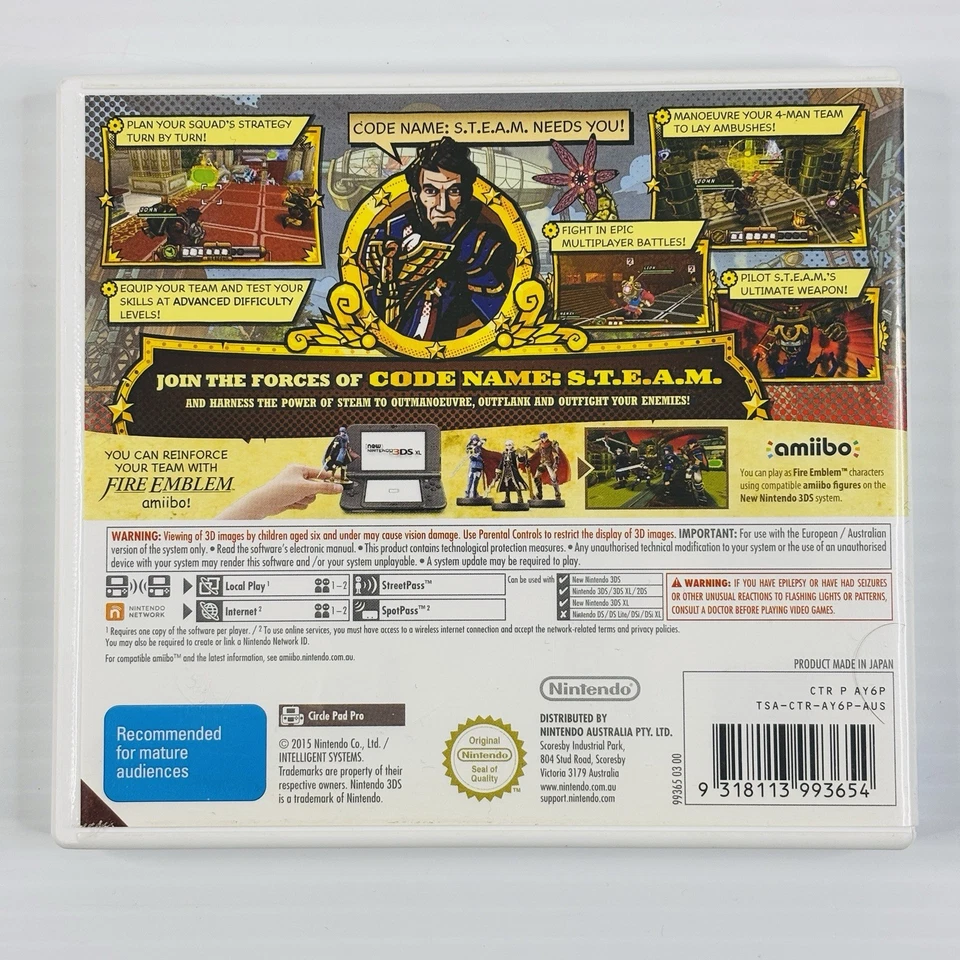 PLAN YOUR SQUAD'S STRATEGY
TURN BY TURN!
CODE NAME: S.T.E.A.M. NEEDS YOU!
MANOEUVRE YOUR 4-MAN TEAM
TO LAY AMBUSHES!
FIGHT IN EPIC
MULTIPLAYER BATTLES!
EQUIP YOUR TEAM AND TEST YOUR
SKILLS AT ADVANCED DIFFICULTY
LEVELS!
PILOT S.T.E.A.M.'S
ULTIMATE WEAPON!
JOIN THE FORCES OF CODE NAME: S.T.E.A.M.
AND HARNESS THE POWER OF STEAM TO OUTMANOEUVRE, OUTFLANK AND OUTFIGHT YOUR ENEMIES!
YOU CAN REINFORCE
YOUR TEAM WITH
FIRE EMBLEM
amiibo!
new
NINTENDO3DS XL
amiibo
You can play as Fire Emblem™ characters
using compatible amiibo figures on the
New Nintendo 3DS system.
WARNING: Viewing of 3D images by children aged six and under may cause vision damage. Use Parental Controls to restrict the display of 3D images. IMPORTANT: For use with the European / Australian
version of the system only. • Read the software's electronic manual. • This product contains technological protection measures. • Any unauthorised technical modification to your system or the use of an unauthorised
device with your system may render this software and /or your system unplayable. • A system update may be required to play.
Local Play ¹
1–2
StreetPass™
NINTENDO
NETWORK
Internet ²
1–2
SpotPass™ ²
Can be used with
New Nintendo 3DS
Nintendo 3DS/3DS XL/2DS
New Nintendo 3DS XL
Nintendo DS/DS Lite/DSi/DSi XL
WARNING: IF YOU HAVE EPILEPSY OR HAVE HAD SEIZURES
OR OTHER UNUSUAL REACTIONS TO FLASHING LIGHTS OR PATTERNS,
CONSULT A DOCTOR BEFORE PLAYING VIDEO GAMES.
¹ Requires one copy of the software per player. / ² To use online services, you must have access to a wireless internet connection and accept the network-related terms and privacy policies.
You may also be required to create or link a Nintendo Network ID.
For compatible amiibo™ and the latest information, see amiibo.nintendo.com.au.
PRODUCT MADE IN JAPAN
CTR P AY6P
TSA-CTR-AY6P-AUS
Recommended
for mature
audiences
Circle Pad Pro
© 2015 Nintendo Co., Ltd. /
INTELLIGENT SYSTEMS.
Trademarks are property of their
respective owners. Nintendo 3DS
is a trademark of Nintendo.
Original
Nintendo
Seal of
Quality
TM
Nintendo
DISTRIBUTED BY
NINTENDO AUSTRALIA PTY. LTD.
Scoresby Industrial Park,
804 Stud Road, Scoresby
Victoria 3179 Australia
www.nintendo.com.au
support.nintendo.com
99365 03 00
9 318113 993654